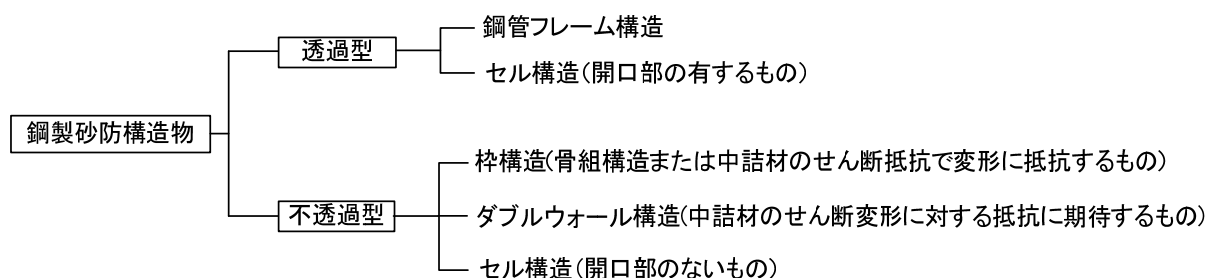 鋼製砂防構造物
透過型
鋼管フレーム構造
セル構造(開口部の有するもの)
不透過型
枠構造(骨組構造または中詰材のせん断抵抗で変形に抵抗するもの)
ダブルウォール構造(中詰材のせん断変形に対する抵抗に期待するもの)
セル構造(開口部のないもの)